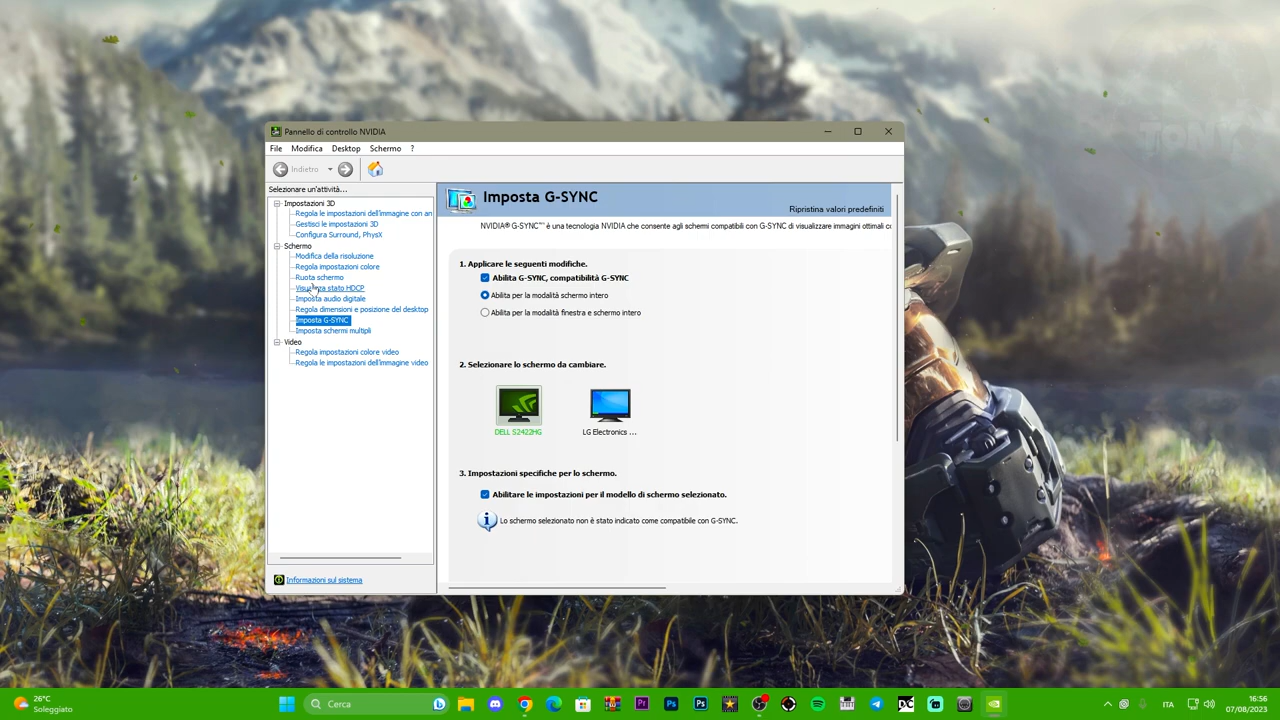 Pannello di controllo NVIDIA
File Modifica Desktop Schermo ?
Indietro
Selezionare un'attività...
Impostazioni 3D
Regola le impostazioni dell'immagine con an
Gestisci le impostazioni 3D
Configura Surround, PhysX
Schermo
Modifica della risoluzione
Regola impostazioni colore
Ruota schermo
Visualizza stato HDCP
Imposta audio digitale
Regola dimensioni e posizione del desktop
Imposta G-SYNC
Imposta schermi multipli
Video
Regola impostazioni colore video
Regola le impostazioni dell'immagine video
Informazioni sul sistema
Imposta G-SYNC
Ripristina valori predefiniti
NVIDIA® G-SYNC™ è una tecnologia NVIDIA che consente agli schermi compatibili con G-SYNC di visualizzare immagini ottimali co
1. Applicare le seguenti modifiche.
Abilita G-SYNC, compatibilità G-SYNC
Abilita per la modalità schermo intero
Abilita per la modalità finestra e schermo intero
2. Selezionare lo schermo da cambiare.
DELL S2422HG LG Electronics ...
3. Impostazioni specifiche per lo schermo.
Abilitare le impostazioni per il modello di schermo selezionato.
Lo schermo selezionato non è stato indicato come compatibile con G-SYNC.
26°C
Soleggiato
Cerca
Pr
Ps
Ps
DC
ITA
16:56
07/08/2023